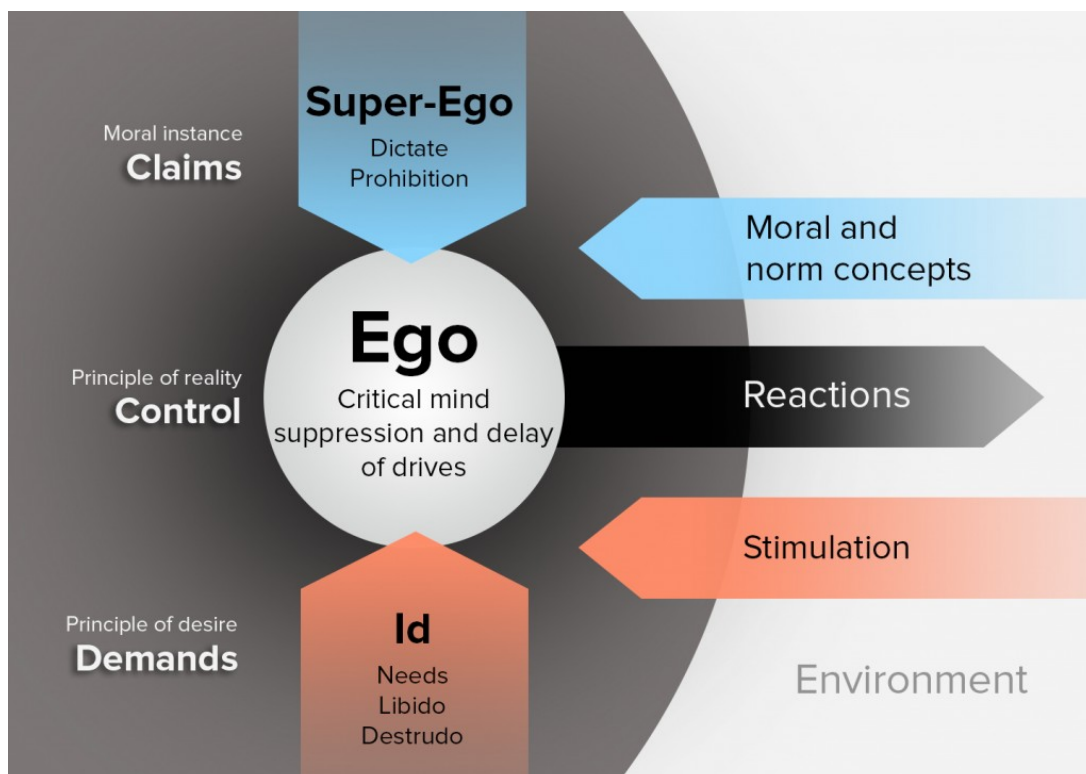 Super-Ego
Dictate
Prohibition
Moral instance
Claims
Moral and
norm concepts
Ego
Critical mind
suppression and delay
of drives
Principle of reality
Control
Reactions
Stimulation
Id
Needs
Libido
Destrudo
Principle of desire
Demands
Environment